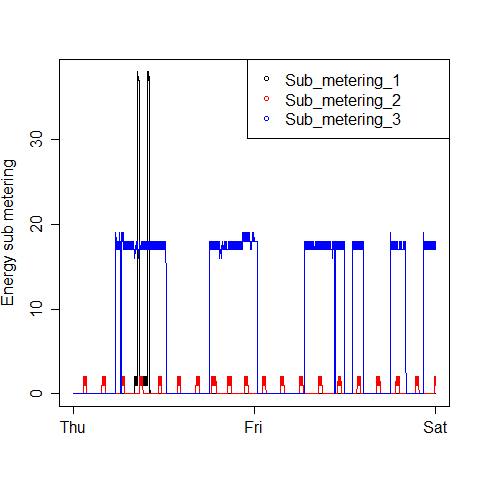 Sub_metering_1
Sub_metering_2
Sub_metering_3
Energy sub metering
30
20
10
0
Thu Fri Sat